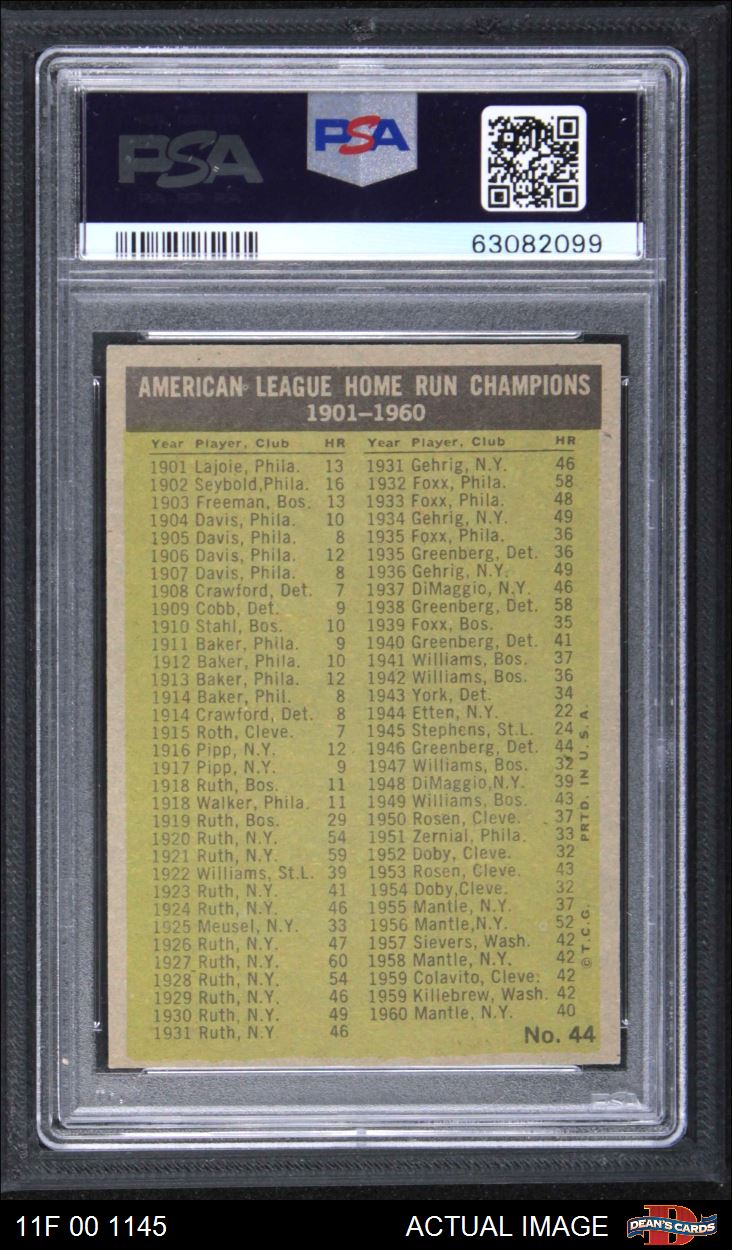 PSA
PSA
63082099
AMERICAN LEAGUE HOME RUN CHAMPIONS
1901–1960
Year Player, Club HR
1901 Lajoie, Phila. 13
1902 Seybold,Phila. 16
1903 Freeman, Bos. 13
1904 Davis, Phila. 10
1905 Davis, Phila. 8
1906 Davis, Phila. 12
1907 Davis, Phila. 8
1908 Crawford, Det. 7
1909 Cobb, Det. 9
1910 Stahl, Bos. 10
1911 Baker, Phila. 9
1912 Baker, Phila. 10
1913 Baker, Phila. 12
1914 Baker, Phil. 8
1914 Crawford, Det. 8
1915 Roth, Cleve. 7
1916 Pipp, N.Y. 12
1917 Pipp, N.Y. 9
1918 Ruth, Bos. 11
1918 Walker, Phila. 11
1919 Ruth, Bos. 29
1920 Ruth, N.Y. 54
1921 Ruth, N.Y. 59
1922 Williams, St.L. 39
1923 Ruth, N.Y. 41
1924 Ruth, N.Y. 46
1925 Meusel, N.Y. 33
1926 Ruth, N.Y. 47
1927 Ruth, N.Y. 60
1928 Ruth, N.Y. 54
1929 Ruth, N.Y. 46
1930 Ruth, N.Y. 49
1931 Ruth, N.Y 46
Year Player, Club HR
1931 Gehrig, N.Y. 46
1932 Foxx, Phila. 58
1933 Foxx, Phila. 48
1934 Gehrig, N.Y. 49
1935 Foxx, Phila. 36
1935 Greenberg, Det. 36
1936 Gehrig, N.Y. 49
1937 DiMaggio, N.Y. 46
1938 Greenberg, Det. 58
1939 Foxx, Bos. 35
1940 Greenberg, Det. 41
1941 Williams, Bos. 37
1942 Williams, Bos. 36
1943 York, Det. 34
1944 Etten, N.Y. 22
1945 Stephens, St.L. 24
1946 Greenberg, Det. 44
1947 Williams, Bos. 32
1948 DiMaggio,N.Y. 39
1949 Williams, Bos. 43
1950 Rosen, Cleve. 37
1951 Zernial, Phila. 33
1952 Doby, Cleve. 32
1953 Rosen, Cleve. 43
1954 Doby,Cleve. 32
1955 Mantle, N.Y. 37
1956 Mantle,N.Y. 52
1957 Sievers, Wash. 42
1958 Mantle, N.Y. 42
1959 Colavito, Cleve. 42
1959 Killebrew, Wash. 42
1960 Mantle, N.Y. 40
© T.C.G. PRTD. IN U.S.A.
No. 44
PSA
11F 00 1145
ACTUAL IMAGE
DEAN'S CARDS